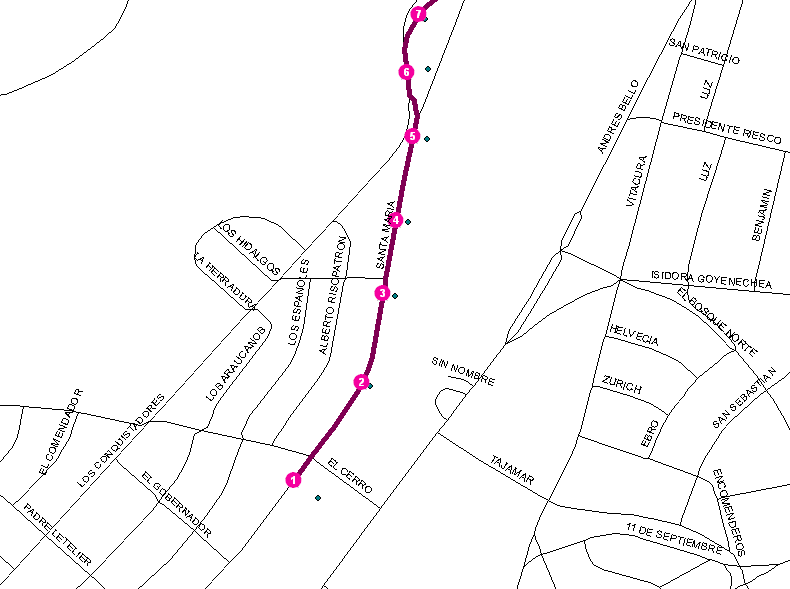 7
SAN PATRICIO
6
LUZ
ANDRES BELLO
PRESIDENTE RIESCO
5
VITACURA
LUZ
BENJAMIN
4
SANTA MARIA
LOS HIDALGOS
LA HERRADURA
ISIDORA GOYENECHEA
3
LOS ESPAÑOLES
ALBERTO RISOPATRON
EL BOSQUE NORTE
HELVECIA
LOS ARAUCANOS
2
SIN NOMBRE
ZURICH
SAN SEBASTIAN
EL COMENDADOR
LOS CONQUISTADORES
EBRO
1
EL CERRO
TAJAMAR
EL GOBERNADOR
ENCOMENDEROS
PADRE LETELIER
11 DE SEPTIEMBRE